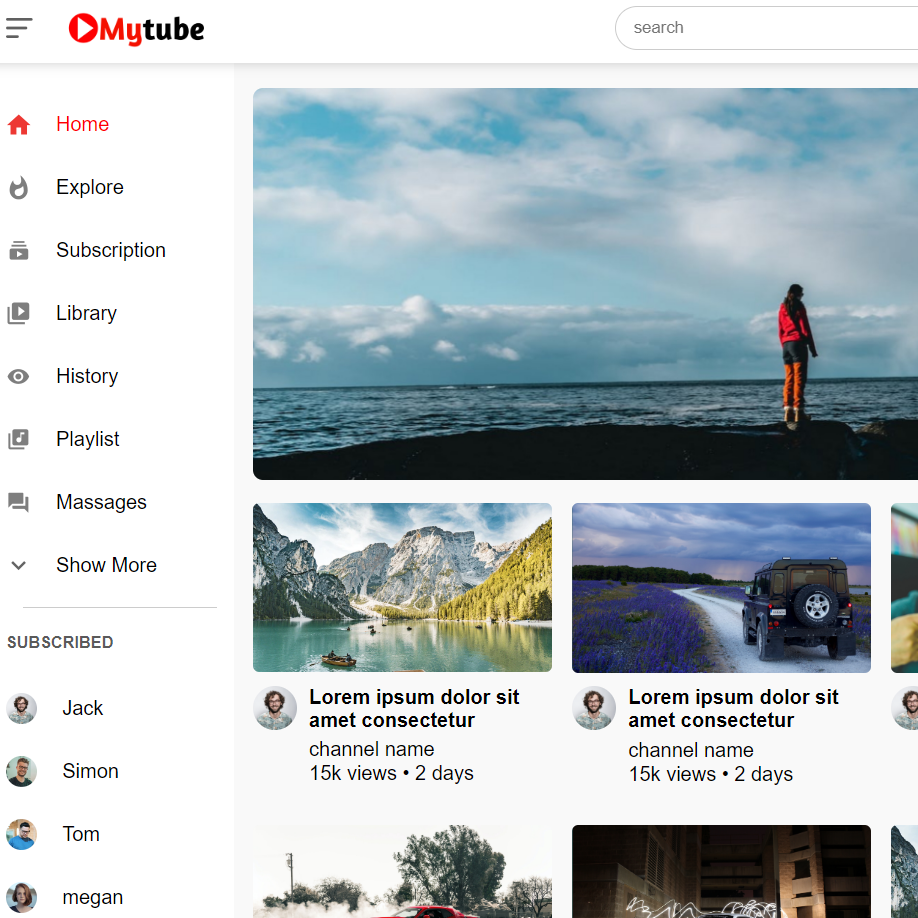 Mytube
search
Home
Explore
Subscription
Library
History
Playlist
Massages
Show More
SUBSCRIBED
Jack
Simon
Tom
megan
Lorem ipsum dolor sit
amet consectetur
channel name
15k views • 2 days
Lorem ipsum dolor sit
amet consectetur
channel name
15k views • 2 days